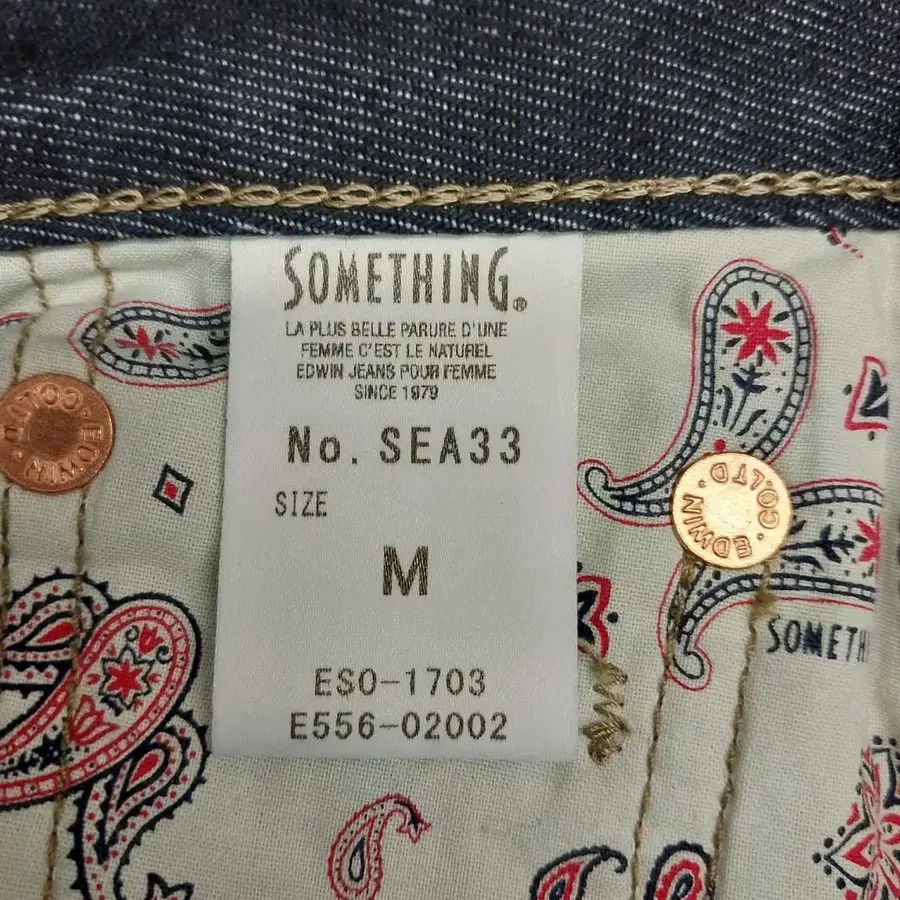 SOMETHING®
LA PLUS BELLE PARURE D'UNE
FEMME C'EST LE NATUREL
EDWIN JEANS POUR FEMME
SINCE 1979
No. SEA33
SIZE
M
ESO-1703
E556-02002
EDWIN CO.LTD
EDWIN CO.LTD
SOMETH